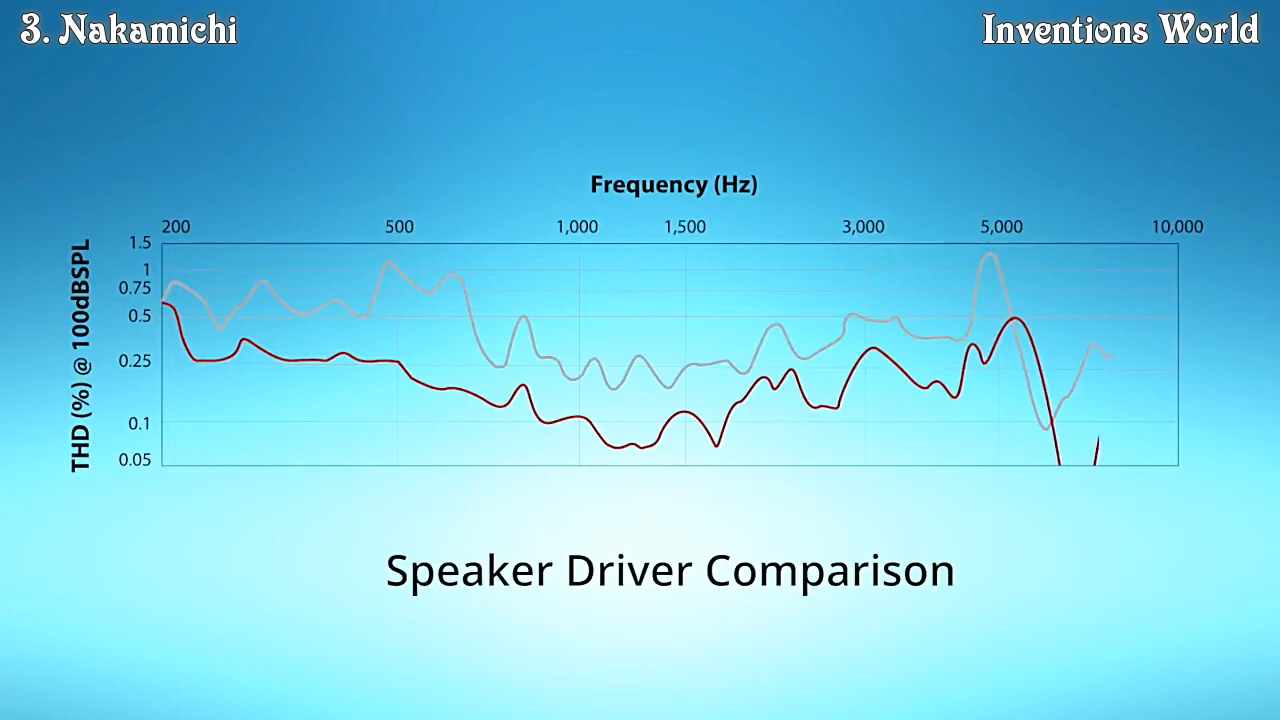 3. Nakamichi
Inventions World
Frequency (Hz)
200 500 1,000 1,500 3,000 5,000 10,000
THD (%) @ 100dBSPL
1.5
1
0.75
0.5
0.25
0.1
0.05
Speaker Driver Comparison